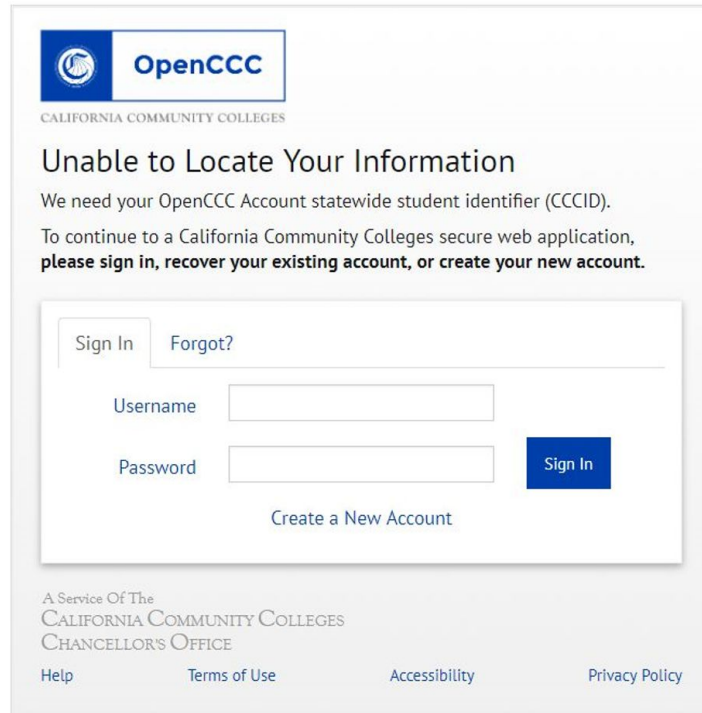 OpenCCC
CALIFORNIA COMMUNITY COLLEGES
Unable to Locate Your Information
We need your OpenCCC Account statewide student identifier (CCCID).
To continue to a California Community Colleges secure web application,
please sign in, recover your existing account, or create your new account.
Sign In Forgot?
Username
Password
Sign In
Create a New Account
A Service Of The
CALIFORNIA COMMUNITY COLLEGES
CHANCELLOR'S OFFICE
Help Terms of Use Accessibility Privacy Policy